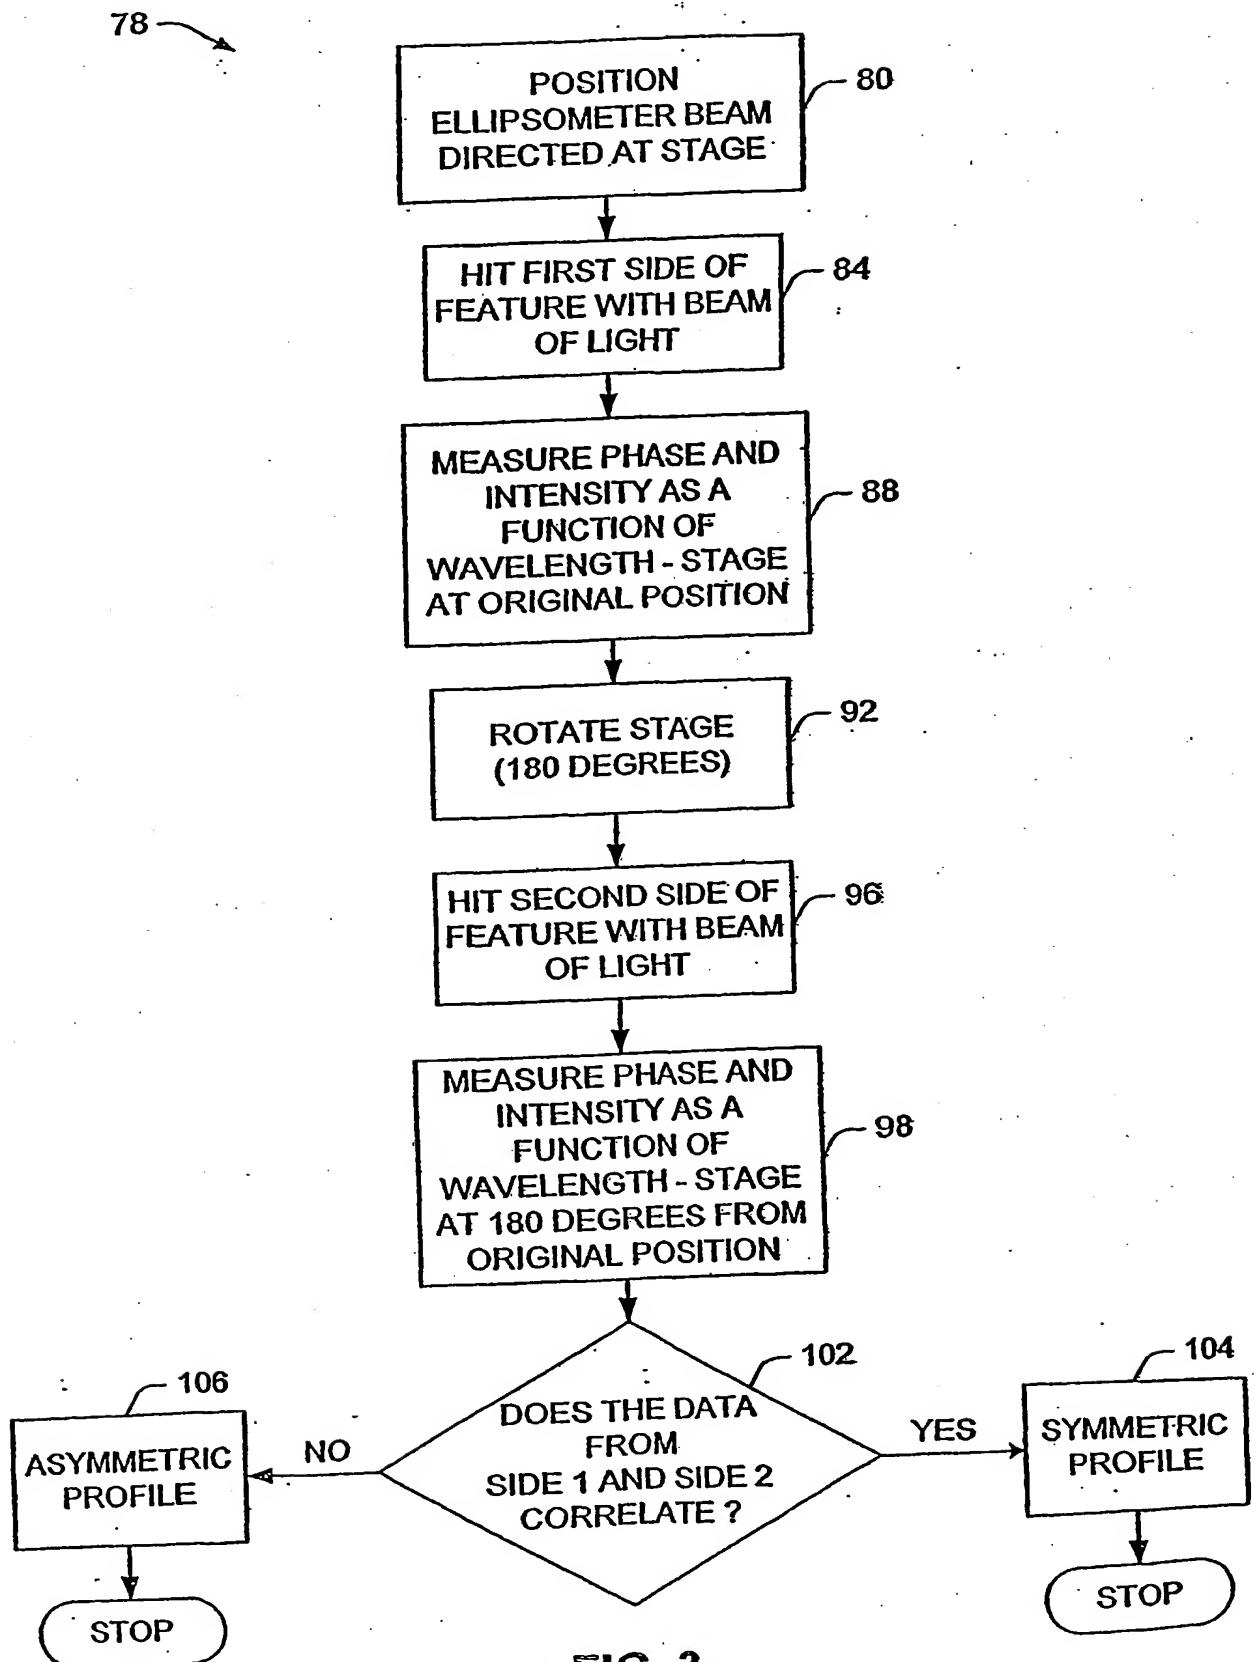 78
POSITION
ELLIPSOMETER BEAM
DIRECTED AT STAGE
80
HIT FIRST SIDE OF
FEATURE WITH BEAM
OF LIGHT
84
MEASURE PHASE AND
INTENSITY AS A
FUNCTION OF
WAVELENGTH - STAGE
AT ORIGINAL POSITION
88
ROTATE STAGE
(180 DEGREES)
92
HIT SECOND SIDE OF
FEATURE WITH BEAM
OF LIGHT
96
MEASURE PHASE AND
INTENSITY AS A
FUNCTION OF
WAVELENGTH - STAGE
AT 180 DEGREES FROM
ORIGINAL POSITION
98
DOES THE DATA
FROM
SIDE 1 AND SIDE 2
CORRELATE ?
102
NO
YES
106
ASYMMETRIC
PROFILE
STOP
104
SYMMETRIC
PROFILE
STOP